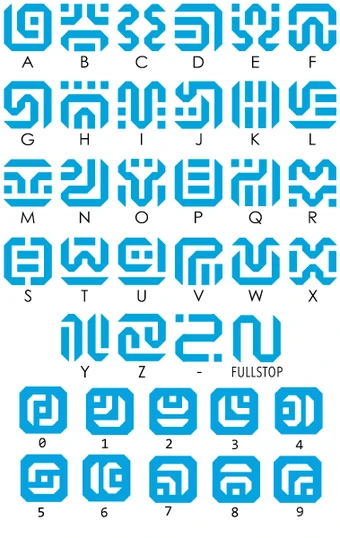 A B C D E F
G H I J K L
M N O P Q R
S T U V W X
Y Z - FULLSTOP
0 1 2 3 4
5 6 7 8 9